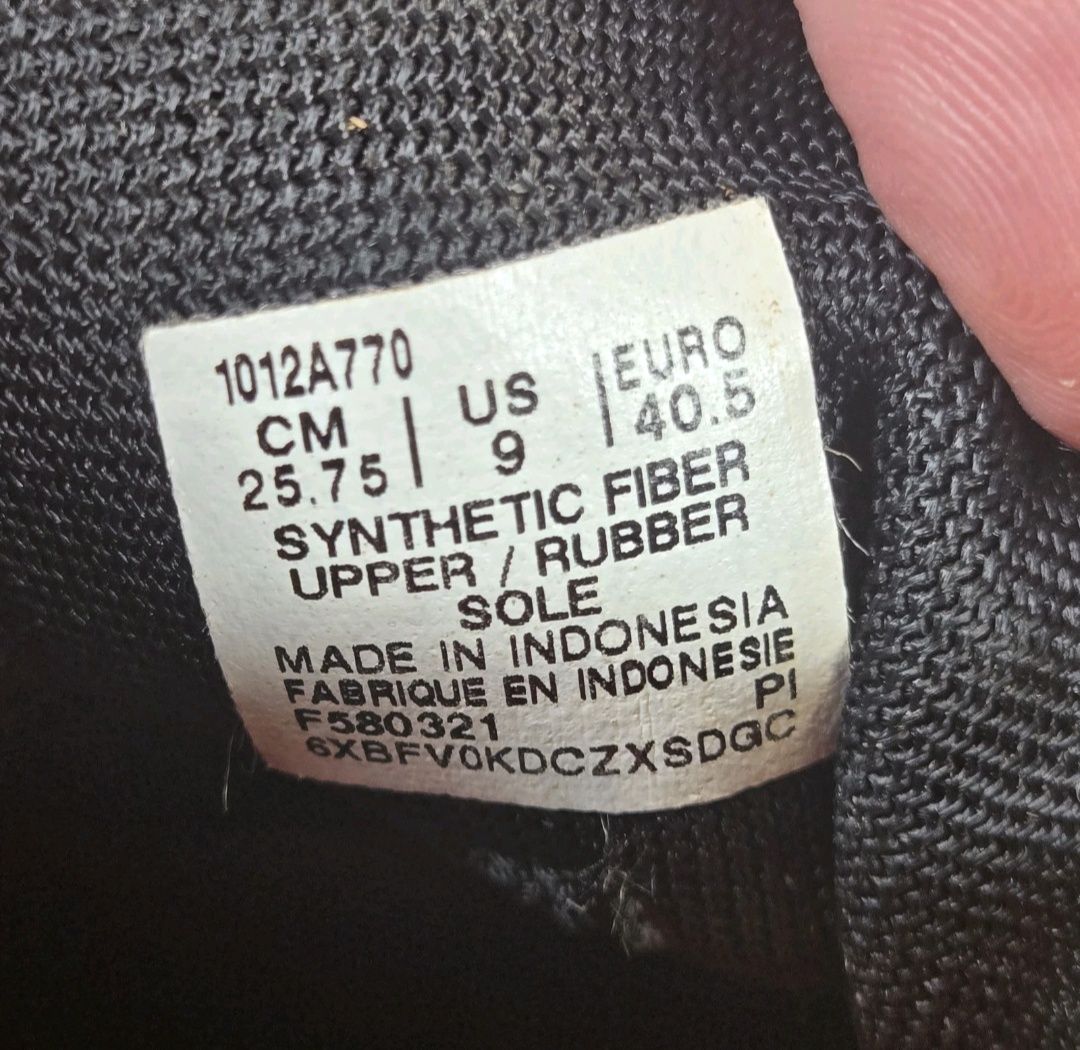 1012A770
CM | US | EURO
25.75 | 9 | 40.5
SYNTHETIC FIBER
UPPER / RUBBER
SOLE
MADE IN INDONESIA
FABRIQUE EN INDONESIE
F580321 PI
6XBFV0KDCZXSDGC